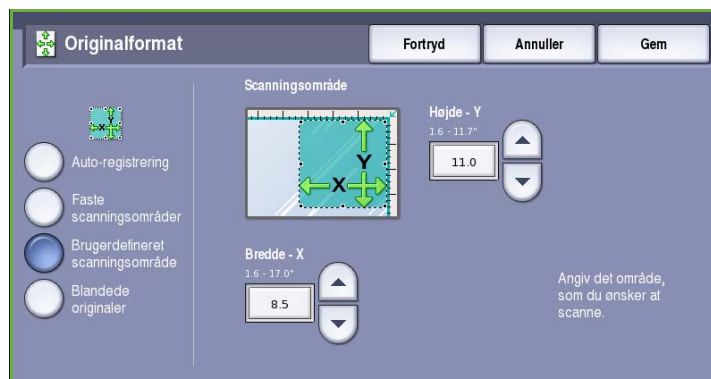 Originalformat
Fortryd
Annuller
Gem
Auto-registrering
Faste
scanningsområder
Brugerdefineret
scanningsområde
Blandede
originaler
Scanningsområde
Y
X
Højde - Y
1.6 - 11.7"
11.0
Bredde - X
1.6 - 17.0"
8.5
Angiv det område,
som du ønsker at
scanne.